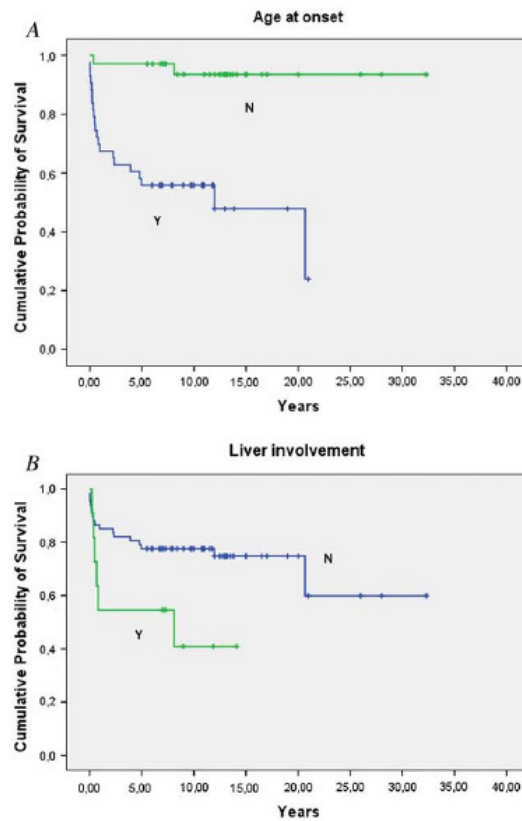 A
Age at onset
Cumulative Probability of Survival
1,0
0,8
0,6
0,4
0,2
0,0
N
Y
0,00 5,00 10,00 15,00 20,00 25,00 30,00 35,00 40,00
Years
B
Liver involvement
Cumulative Probability of Survival
1,0
0,8
0,6
0,4
0,2
0,0
N
Y
0,00 5,00 10,00 15,00 20,00 25,00 30,00 35,00 40,00
Years